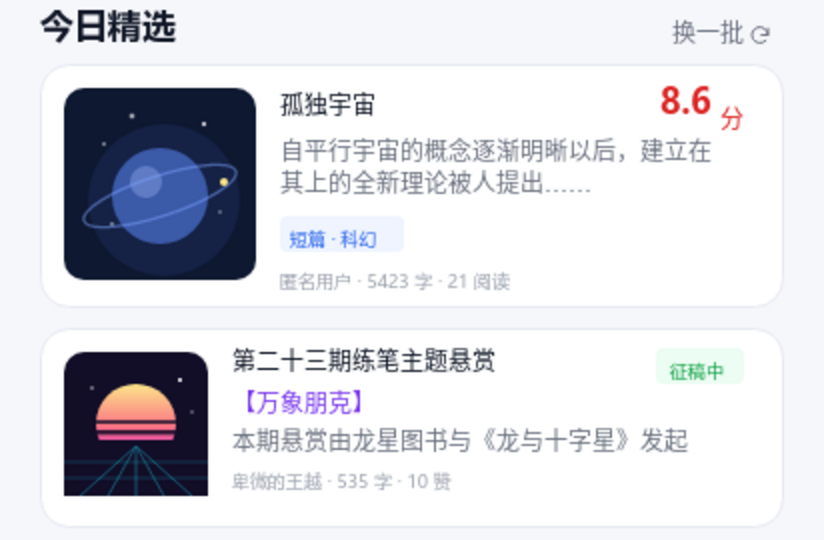 今日精选
换一批
孤独宇宙
8.6 分
自平行宇宙的概念逐渐明晰以后，建立在
其上的全新理论被人提出……
短篇 · 科幻
匿名用户 · 5423 字 · 21 阅读
第二十三期练笔主题悬赏
征稿中
【万象朋克】
本期悬赏由龙星图书与《龙与十字星》发起
卑微的王越 · 535 字 · 10 赞